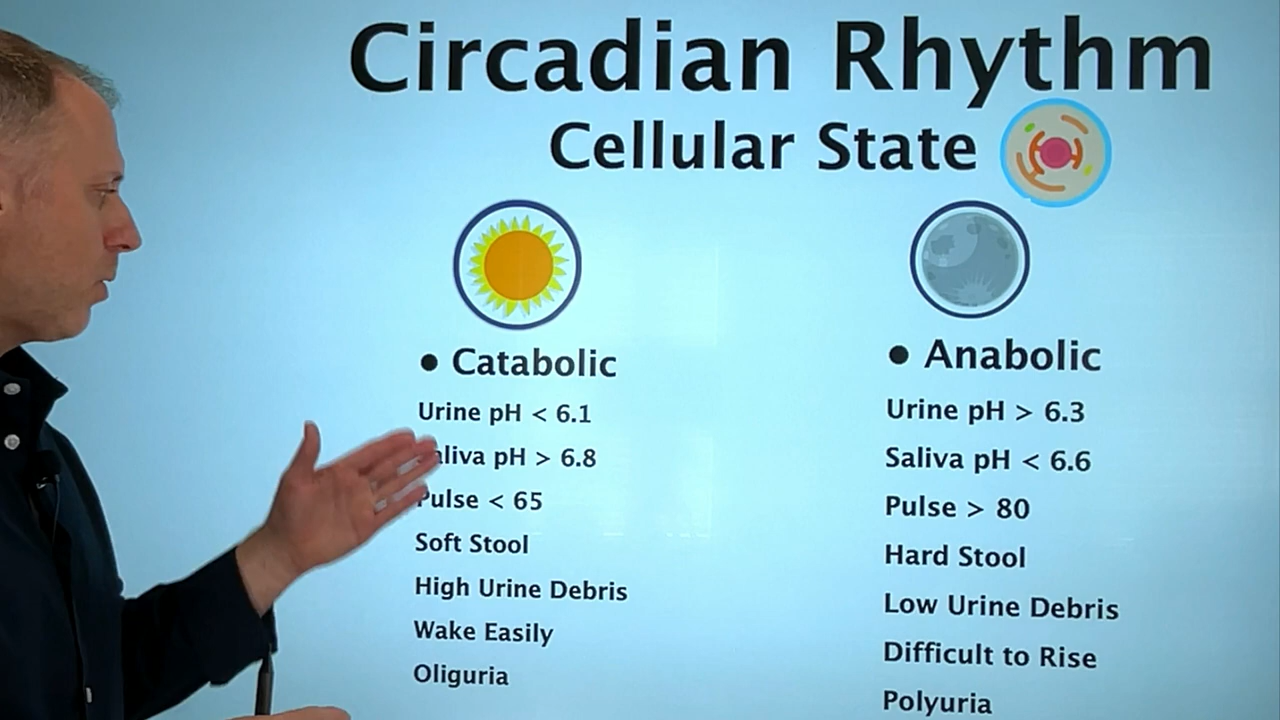 Circadian Rhythm
Cellular State
• Catabolic
Urine pH < 6.1
Saliva pH > 6.8
Pulse < 65
Soft Stool
High Urine Debris
Wake Easily
Oliguria
• Anabolic
Urine pH > 6.3
Saliva pH < 6.6
Pulse > 80
Hard Stool
Low Urine Debris
Difficult to Rise
Polyuria